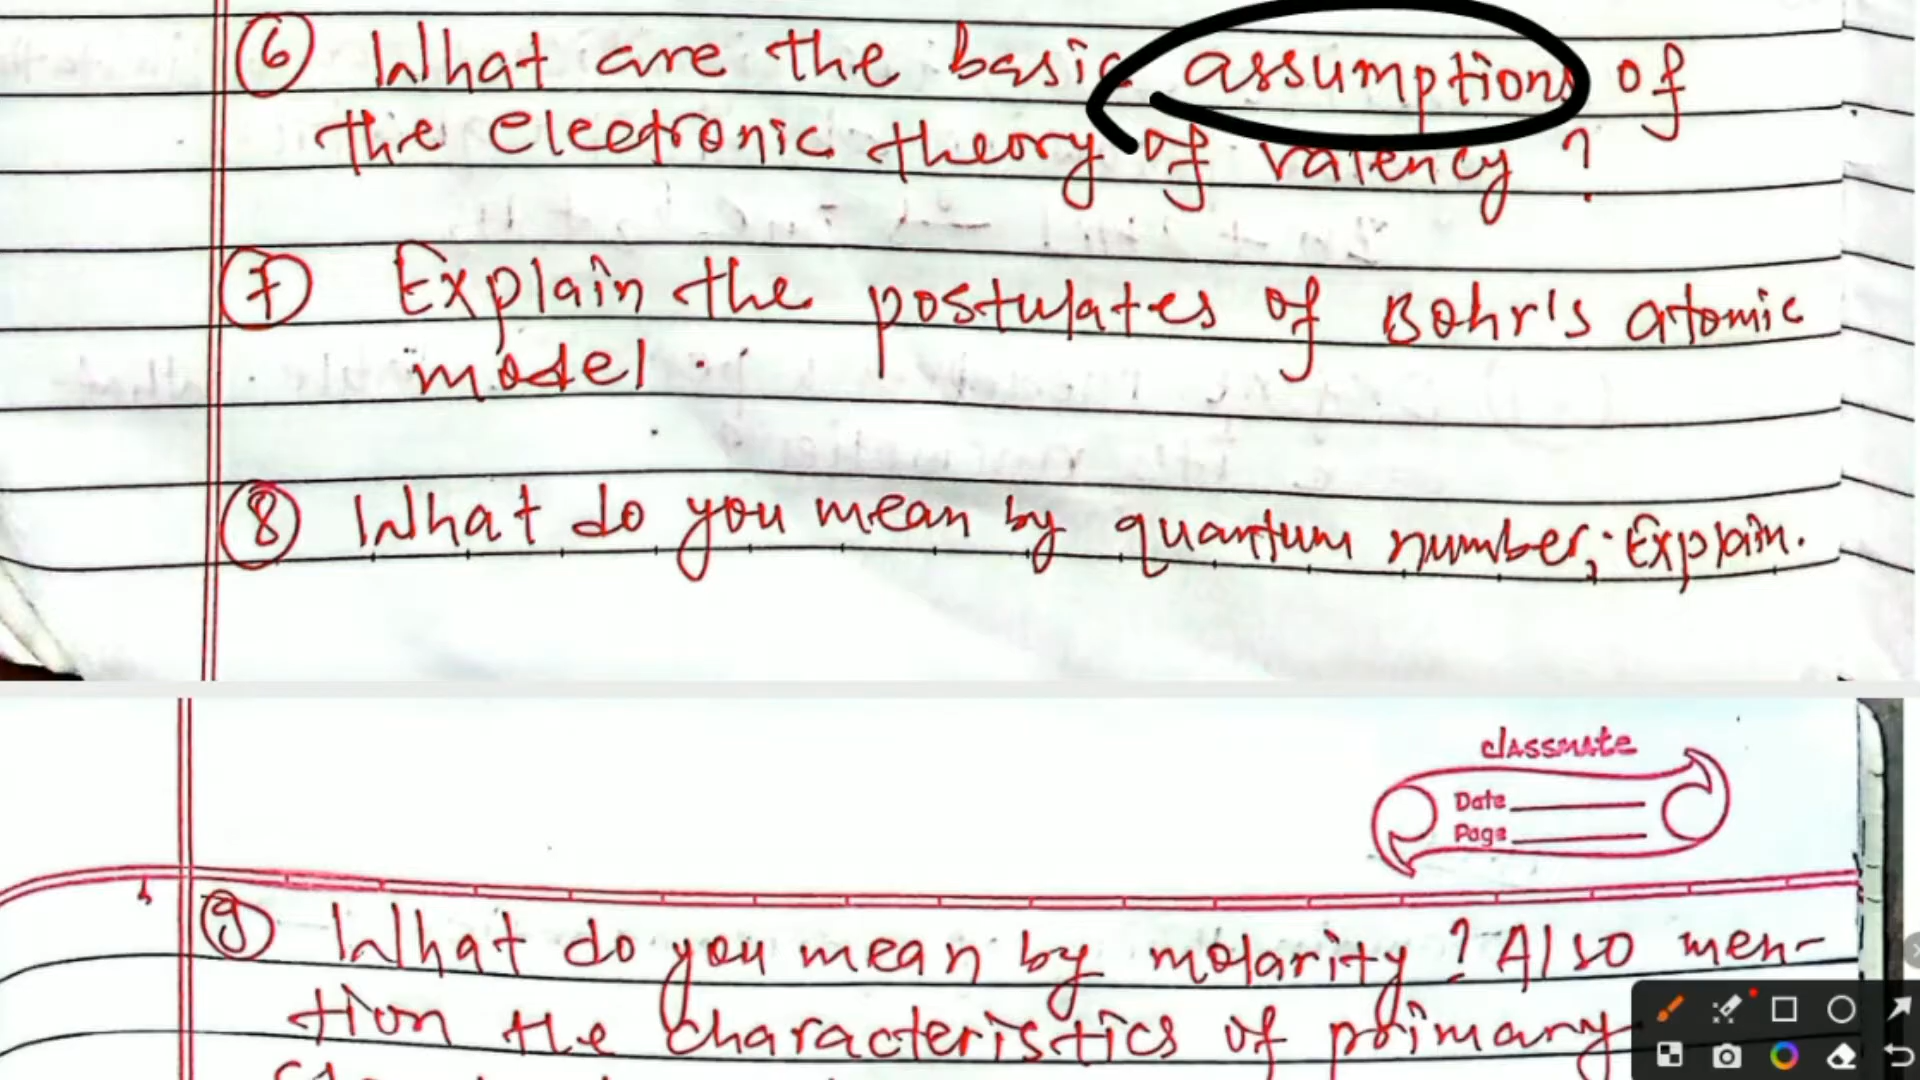 6 What are the basic assumptions of
the electronic theory of valency ?
7 Explain the postulates of Bohr's atomic
model.
8 What do you mean by quantum number; Explain.
classmate
Date
Page
9 What do you mean by molarity ? Also men-
tion the characteristics of primary